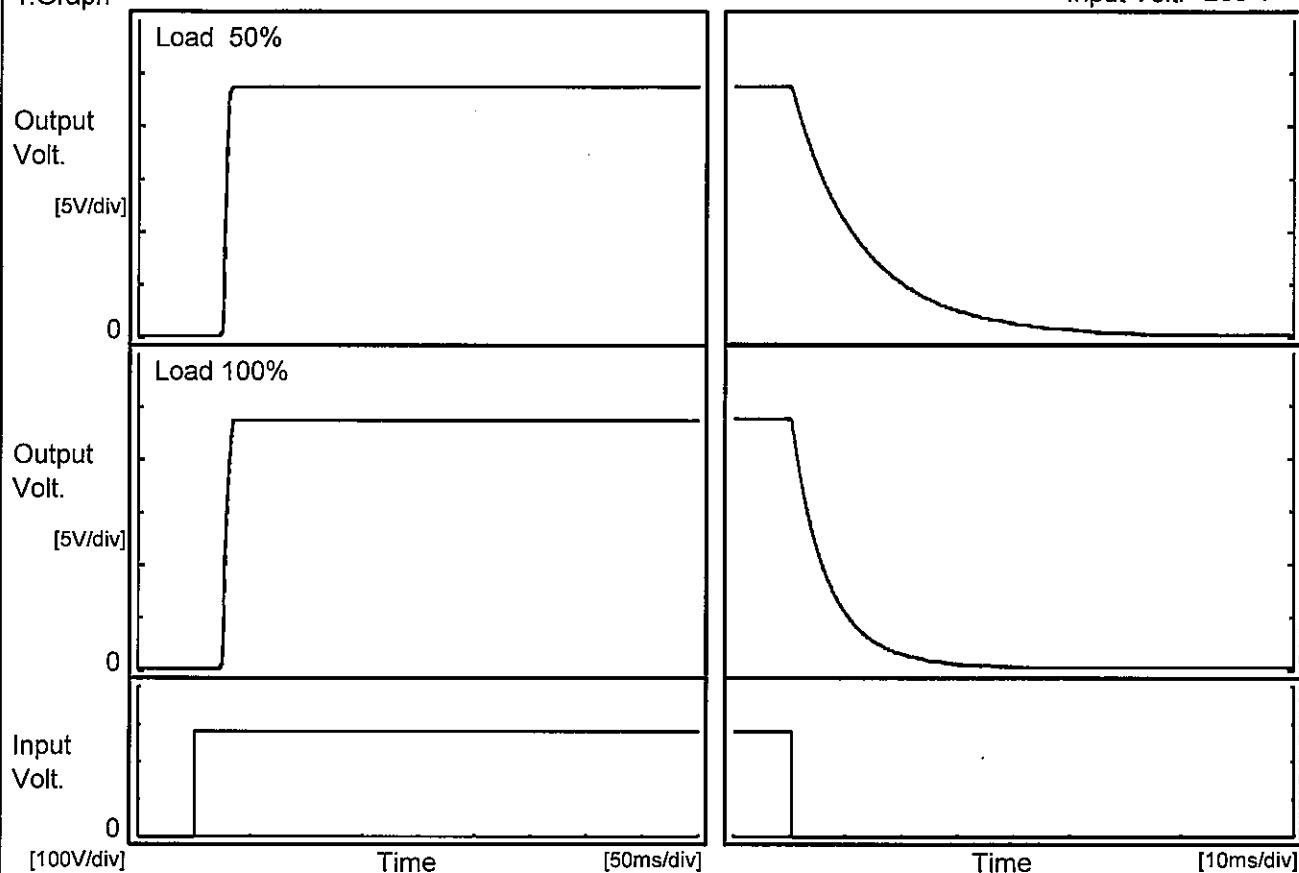 Load 50%
Output
Volt.
[5V/div]
0
Load 100%
Output
Volt.
[5V/div]
0
Input
Volt.
0
[100V/div]
Time
[50ms/div]
Time
[10ms/div]